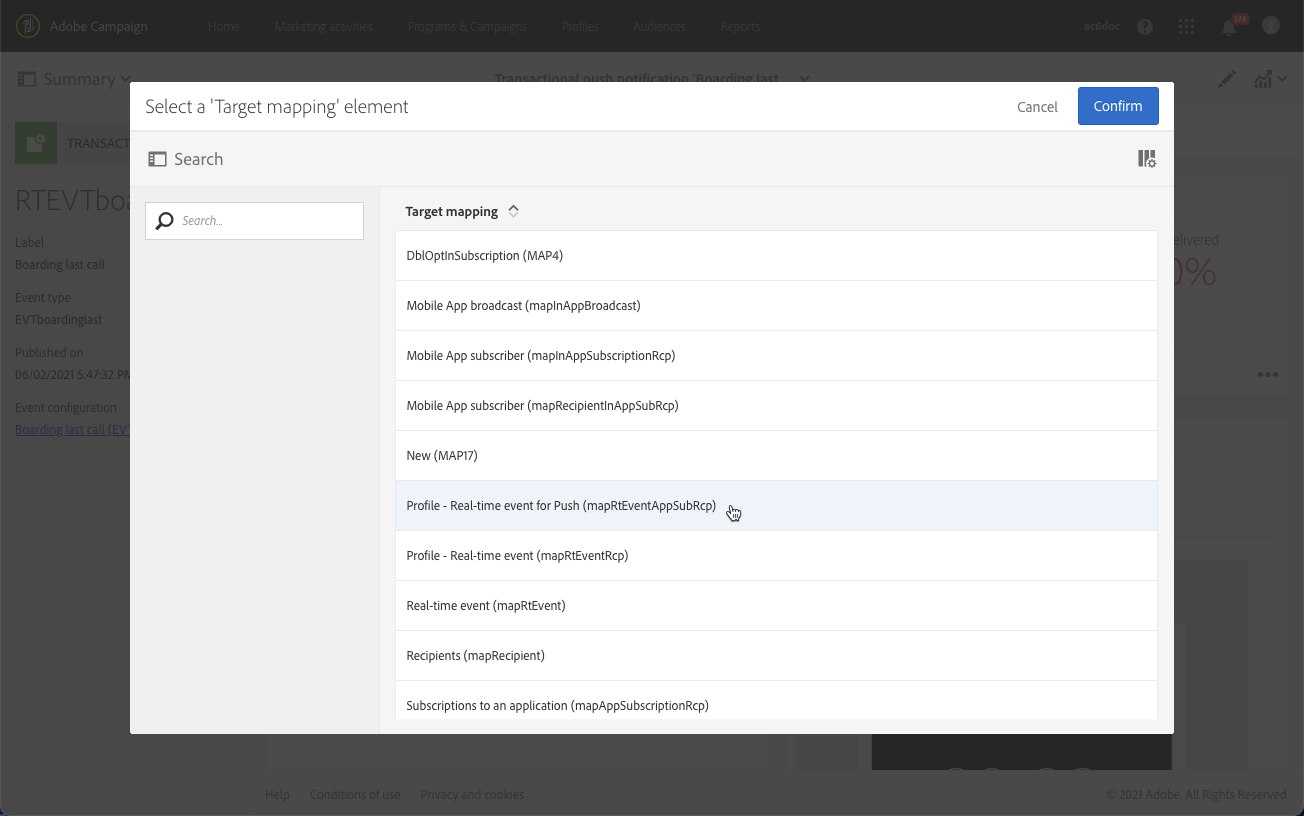 Adobe Campaign
Home
Marketing activities
Programs & Campaigns
Profiles
Audiences
Reports
ac6doc
?
174
Summary
Transactional push notification 'Boarding last
Select a 'Target mapping' element
Cancel
Confirm
Search
Search...
TRANSACT
RTEVTboa
Label
Boarding last call
Event type
EVTboardinglast
Published on
06/02/2021 5:47:32 PM
Event configuration
Boarding last call (EVT
elivered
0%
Target mapping
DblOptInSubscription (MAP4)
Mobile App broadcast (mapInAppBroadcast)
Mobile App subscriber (mapInAppSubscriptionRcp)
Mobile App subscriber (mapRecipientInAppSubRcp)
New (MAP17)
Profile - Real-time event for Push (mapRtEventAppSubRcp)
Profile - Real-time event (mapRtEventRcp)
Real-time event (mapRtEvent)
Recipients (mapRecipient)
Subscriptions to an application (mapAppSubscriptionRcp)
Help
Conditions of use
Privacy and cookies
© 2021 Adobe. All Rights Reserved.